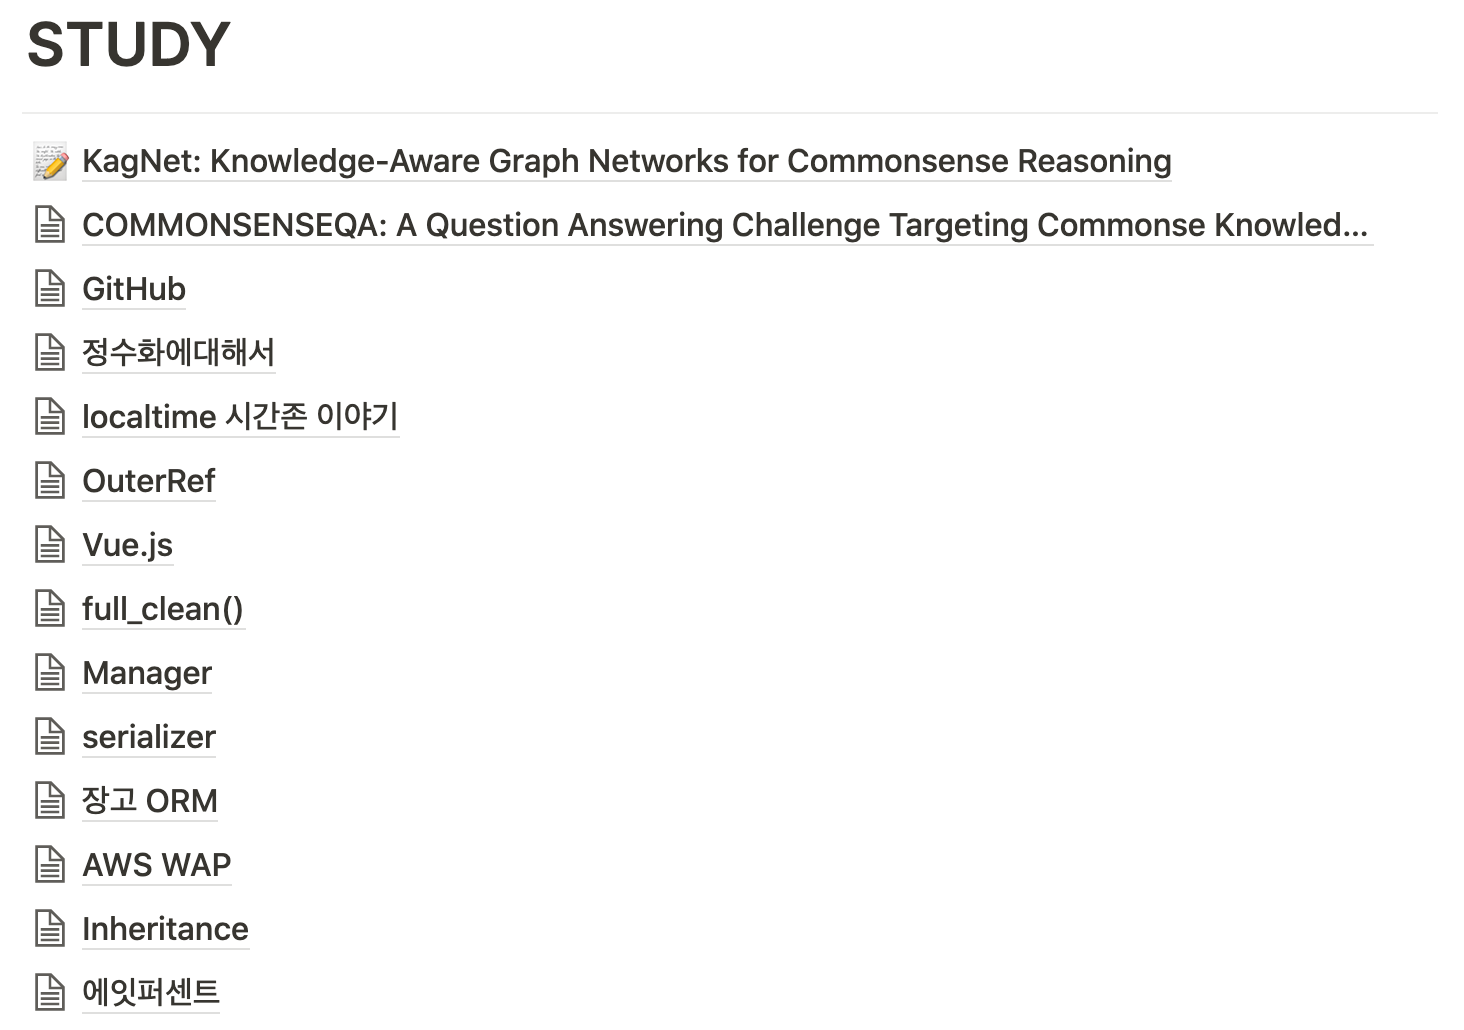 STUDY
KagNet: Knowledge-Aware Graph Networks for Commonsense Reasoning
COMMONSENSEQA: A Question Answering Challenge Targeting Commonse Knowled...
GitHub
정수화에대해서
localtime 시간존 이야기
OuterRef
Vue.js
full_clean()
Manager
serializer
장고 ORM
AWS WAP
Inheritance
에잇퍼센트